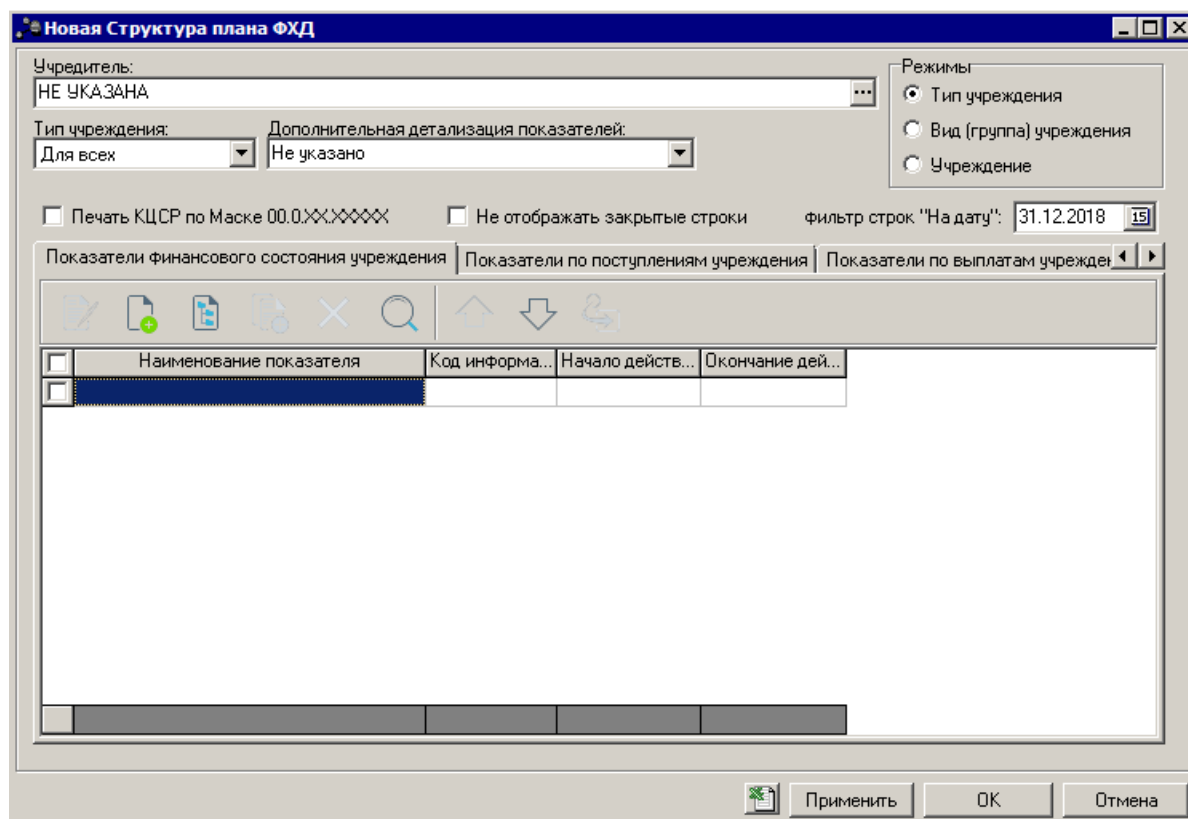 Новая Структура плана ФХД
Учредитель:
НЕ УКАЗАНА
Режимы
Тип учреждения
Вид (группа) учреждения
Учреждение
Тип учреждения:
Дополнительная детализация показателей:
Для всех
Не указано
Печать КЦСР по Маске 00.0.XX.XXXXX
Не отображать закрытые строки
фильтр строк "На дату":
31.12.2018
15
Показатели финансового состояния учреждения
Показатели по поступлениям учреждения
Показатели по выплатам учрежден
Наименование показателя
Код информа...
Начало действ...
Окончание дей...
Применить
OK
Отмена